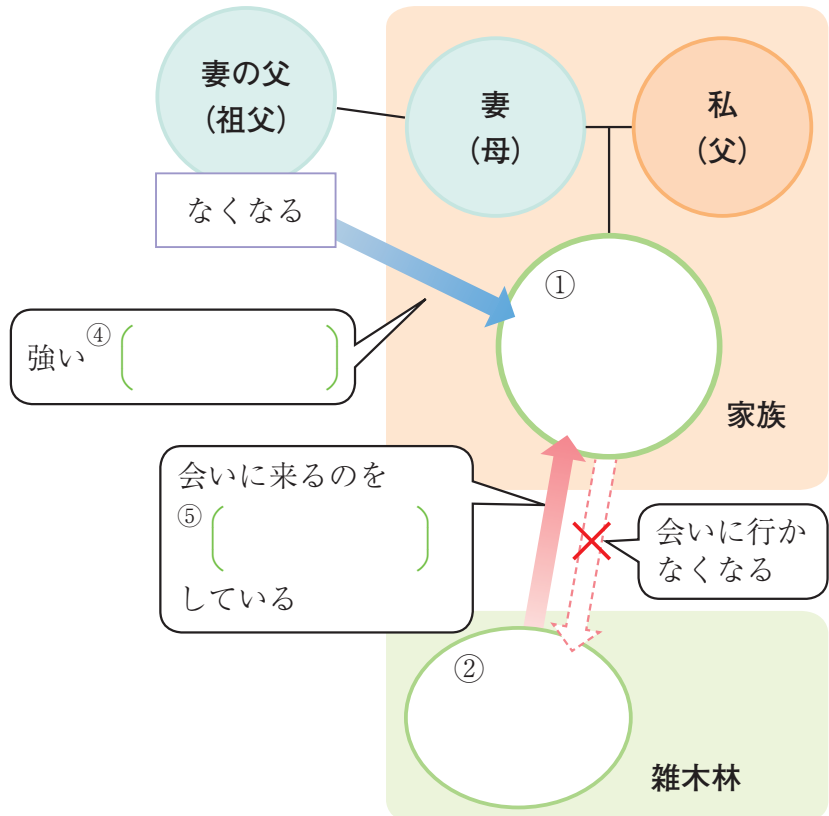 妻の父
（祖父）
妻
（母）
私
（父）
なくなる
①
強い④（　　　）
家族
会いに来るのを
⑤（　　　）
している
会いに行か
なくなる
②
雑木林